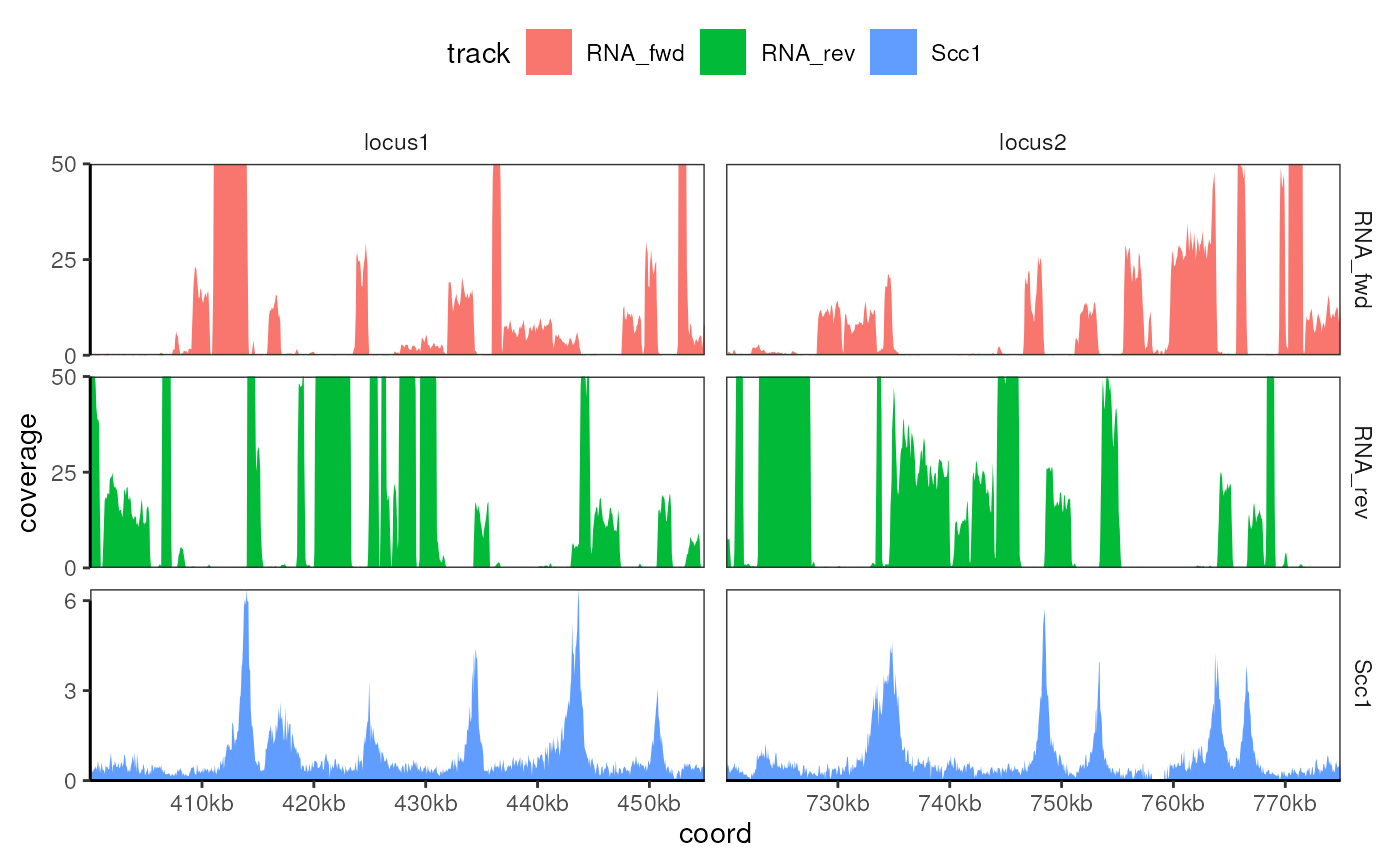 track RNA_fwd RNA_rev Scc1
locus1 locus2
50
25
0
RNA_fwd
50
25
0
RNA_rev
6
3
0
Scc1
coverage
410kb 420kb 430kb 440kb 450kb 730kb 740kb 750kb 760kb 770kb
coord